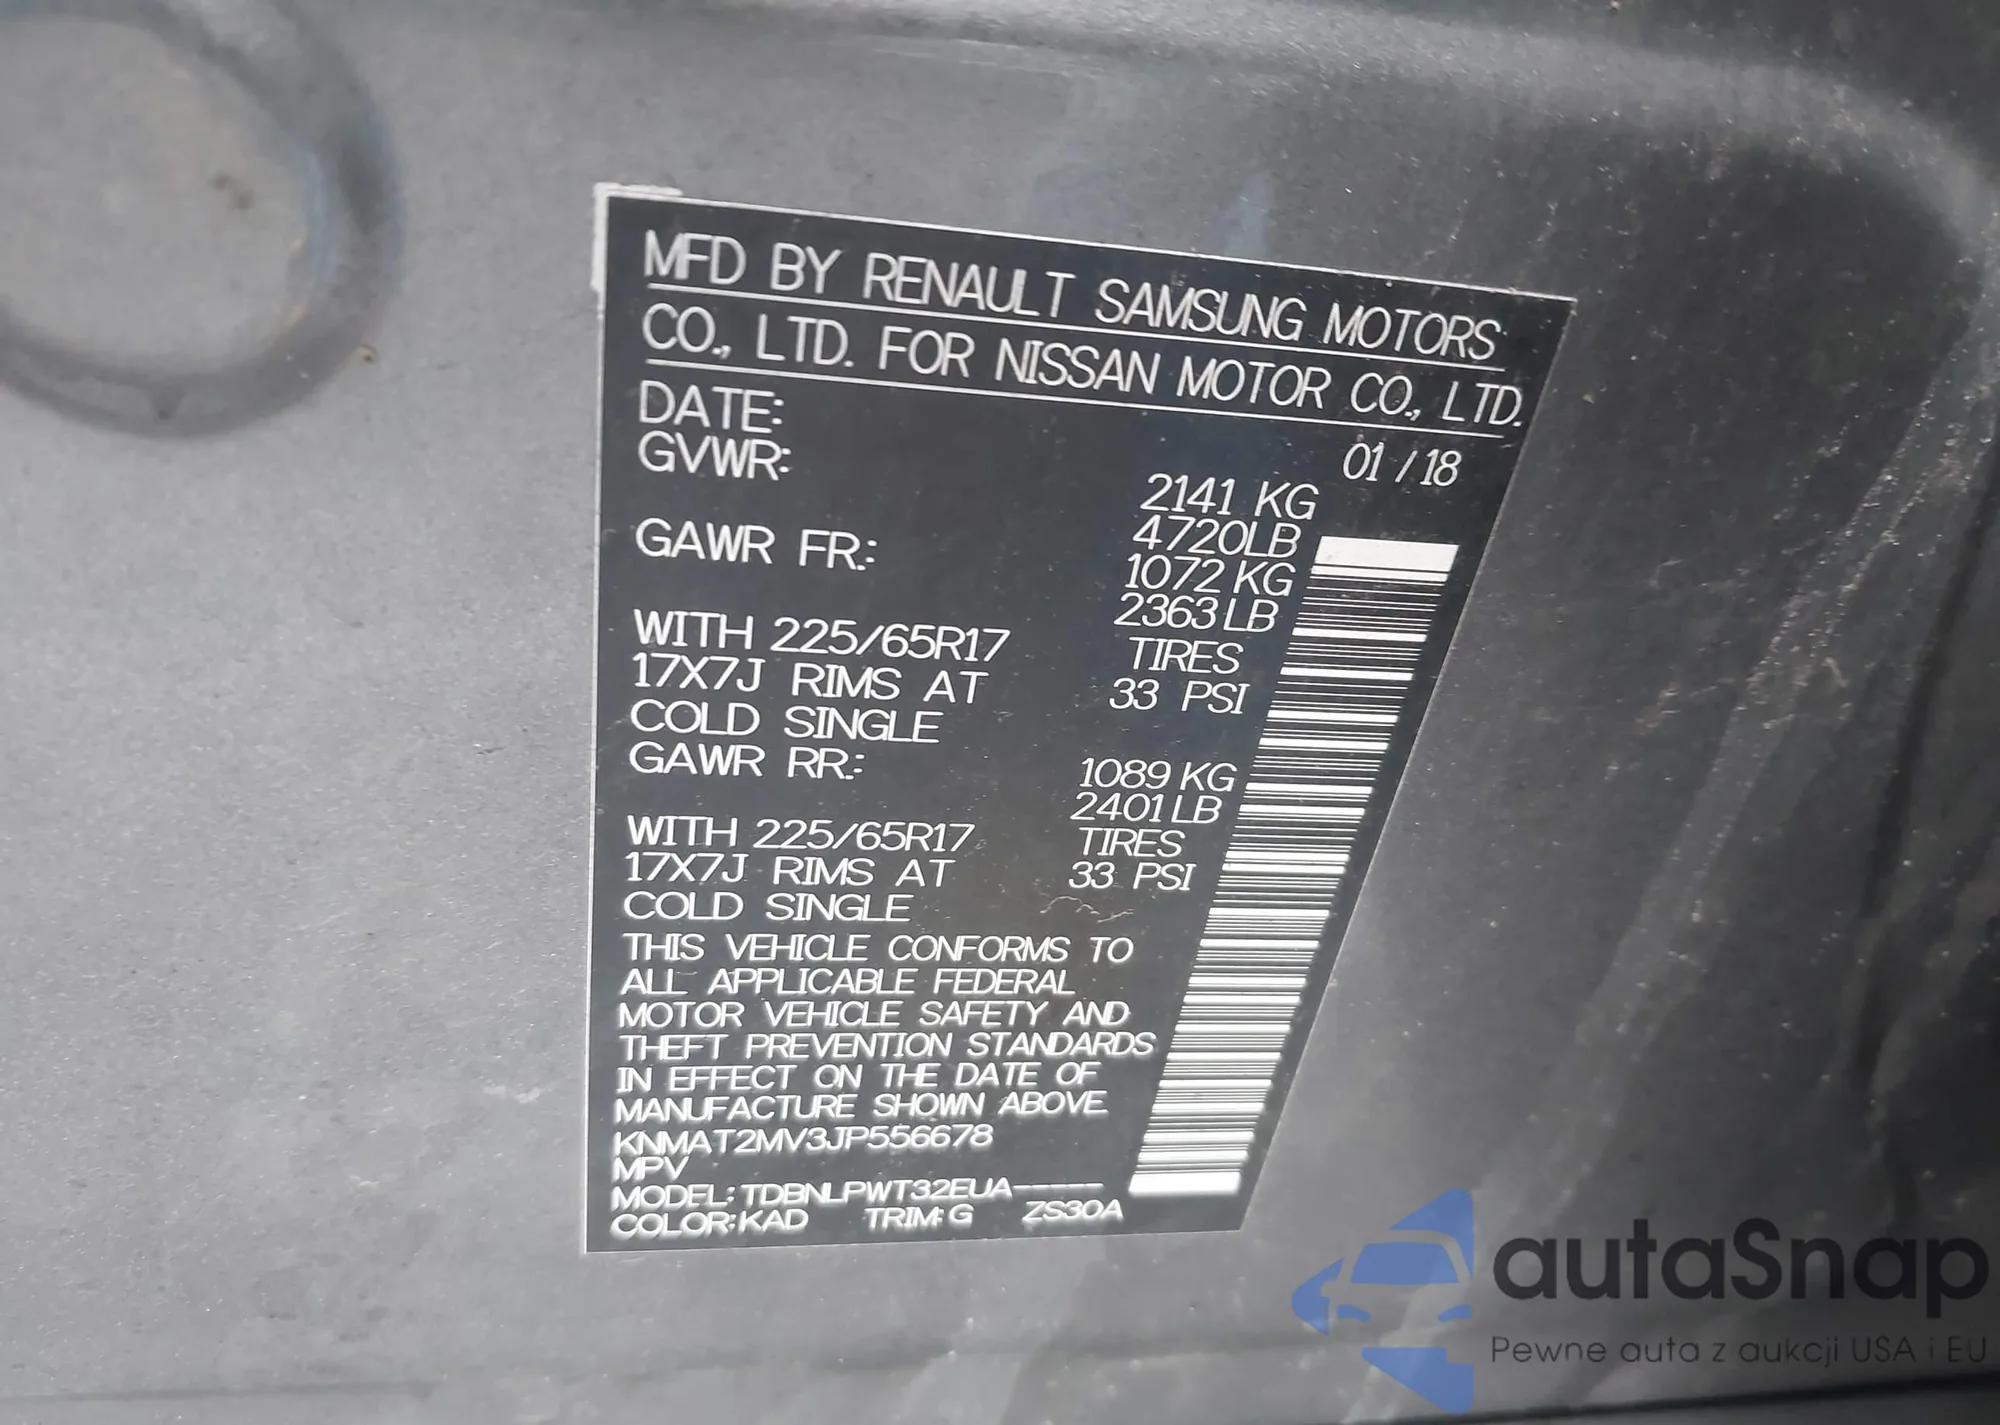 MFD BY RENAULT SAMSUNG MOTORS
CO., LTD. FOR NISSAN MOTOR CO., LTD.
DATE: 01 / 18
GVWR: 2141 KG
4720LB
GAWR FR.: 1072 KG
2363 LB
WITH 225/65R17 TIRES
17X7J RIMS AT 33 PSI
COLD SINGLE
GAWR RR.: 1089 KG
2401 LB
WITH 225/65R17 TIRES
17X7J RIMS AT 33 PSI
COLD SINGLE
THIS VEHICLE CONFORMS TO
ALL APPLICABLE FEDERAL
MOTOR VEHICLE SAFETY AND
THEFT PREVENTION STANDARDS
IN EFFECT ON THE DATE OF
MANUFACTURE SHOWN ABOVE.
KNMAT2MV3JP556678
MPV
MODEL: TDBNLPWT32EUA-----
COLOR: KAD TRIM: G ZS30A
autaSnap
Pewne auta z aukcji USA i EU